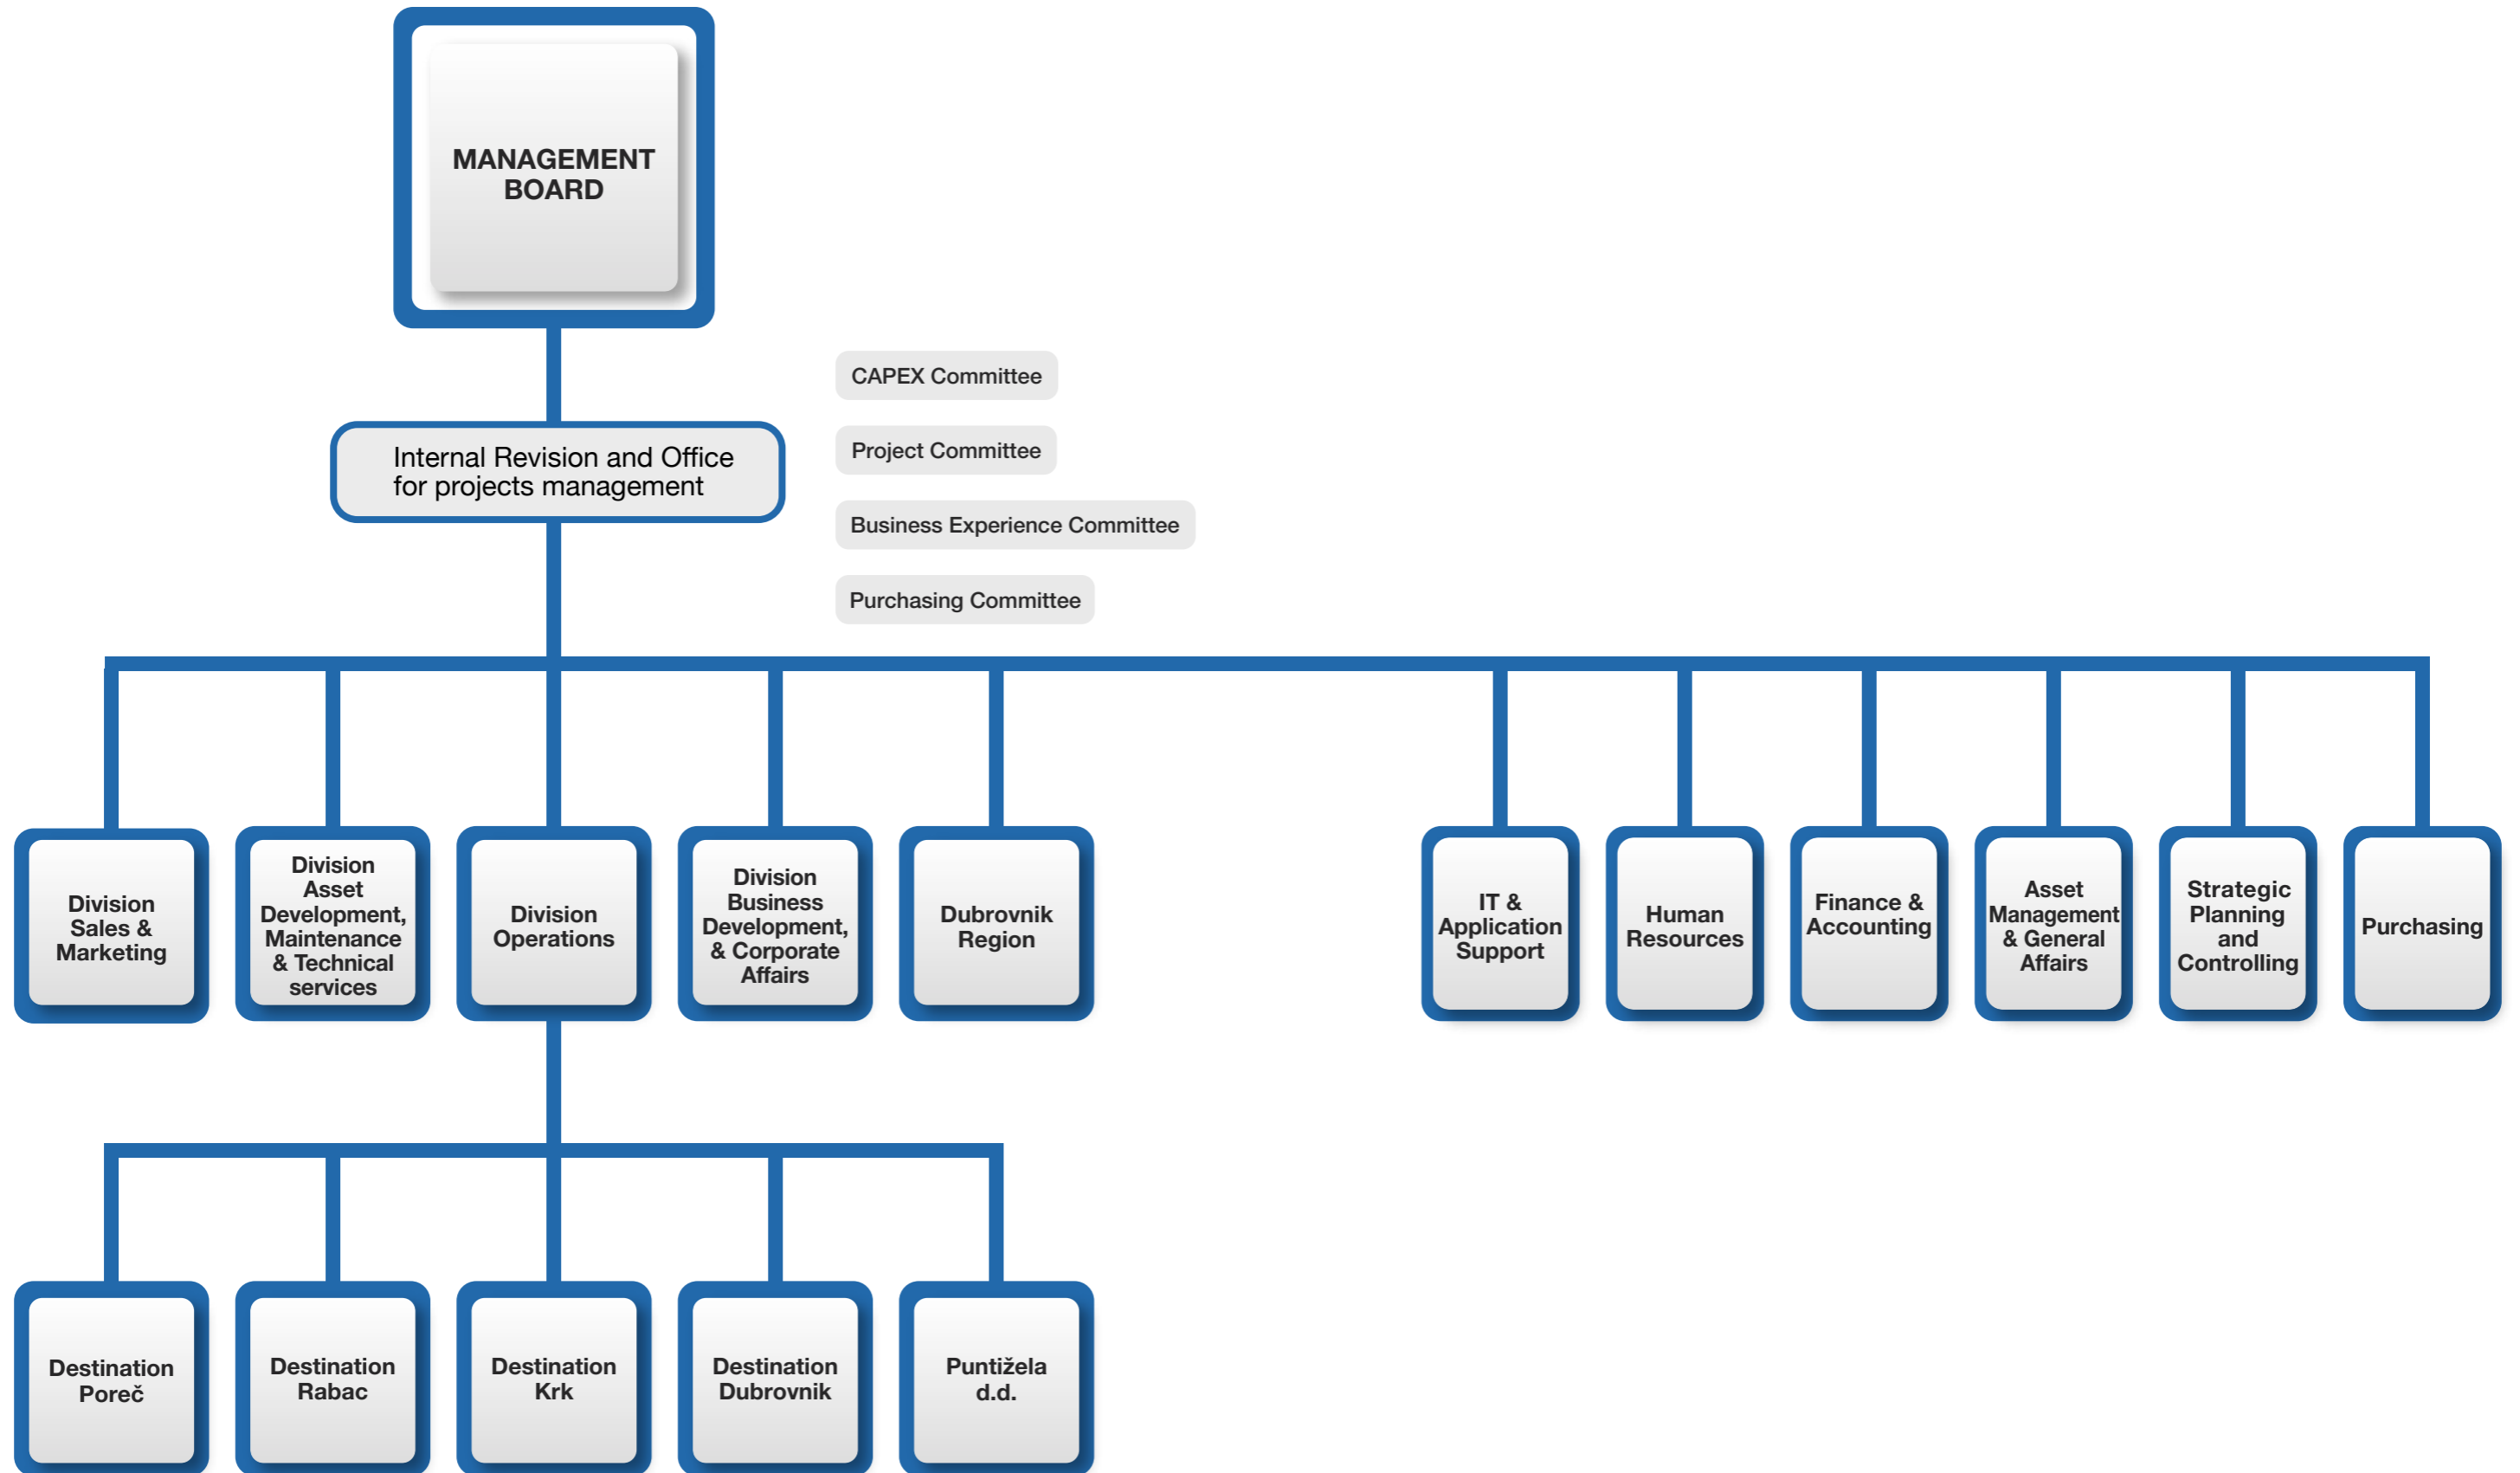 MANAGEMENT
BOARD
CAPEX Committee
Internal Revision and Office
for projects management
Project Committee
Business Experience Committee
Purchasing Committee
Division
Sales &
Marketing
Division
Asset
Development,
Maintenance
& Technical
services
Division
Operations
Division
Business
Development,
& Corporate
Affairs
Dubrovnik
Region
IT &
Application
Support
Human
Resources
Finance &
Accounting
Asset
Management
& General
Affairs
Strategic
Planning
and
Controlling
Purchasing
Destination
Poreč
Destination
Rabac
Destination
Krk
Destination
Dubrovnik
Puntižela
d.d.